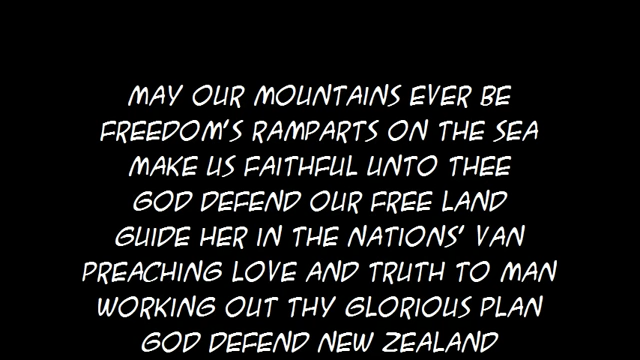 MAY OUR MOUNTAINS EVER BE
FREEDOM'S RAMPARTS ON THE SEA
MAKE US FAITHFUL UNTO THEE
GOD DEFEND OUR FREE LAND
GUIDE HER IN THE NATIONS' VAN
PREACHING LOVE AND TRUTH TO MAN
WORKING OUT THY GLORIOUS PLAN
GOD DEFEND NEW ZEALAND